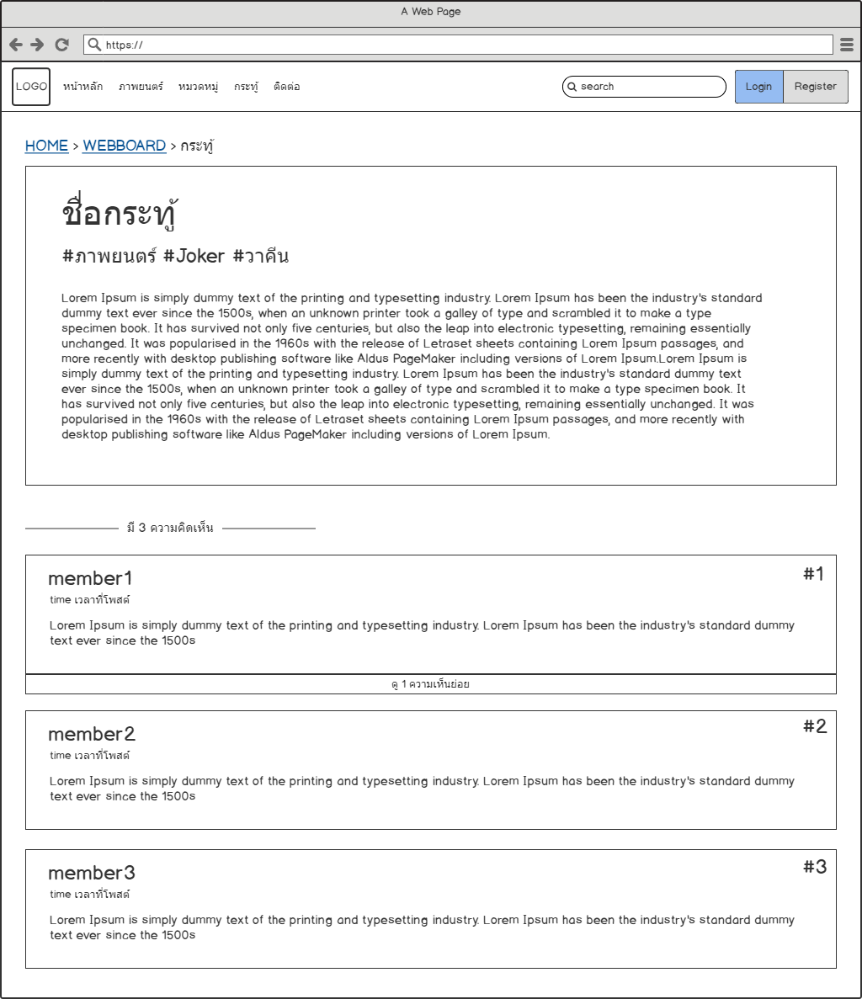 A Web Page
https://
LOGO หน้าหลัก ภาพยนตร์ หมวดหมู่ กระทู้ ติดต่อ search Login Register
HOME > WEBBOARD > กระทู้
ชื่อกระทู้
#ภาพยนตร์ #Joker #วาคีน
Lorem Ipsum is simply dummy text of the printing and typesetting industry. Lorem Ipsum has been the industry's standard
dummy text ever since the 1500s, when an unknown printer took a galley of type and scrambled it to make a type
specimen book. It has survived not only five centuries, but also the leap into electronic typesetting, remaining essentially
unchanged. It was popularised in the 1960s with the release of Letraset sheets containing Lorem Ipsum passages, and
more recently with desktop publishing software like Aldus PageMaker including versions of Lorem Ipsum.Lorem Ipsum is
simply dummy text of the printing and typesetting industry. Lorem Ipsum has been the industry's standard dummy text
ever since the 1500s, when an unknown printer took a galley of type and scrambled it to make a type specimen book. It
has survived not only five centuries, but also the leap into electronic typesetting, remaining essentially unchanged. It was
popularised in the 1960s with the release of Letraset sheets containing Lorem Ipsum passages, and more recently with
desktop publishing software like Aldus PageMaker including versions of Lorem Ipsum.
มี 3 ความคิดเห็น
member1 #1
time เวลาที่โพสต์
Lorem Ipsum is simply dummy text of the printing and typesetting industry. Lorem Ipsum has been the industry's standard dummy
text ever since the 1500s
ดู 1 ความเห็นย่อย
member2 #2
time เวลาที่โพสต์
Lorem Ipsum is simply dummy text of the printing and typesetting industry. Lorem Ipsum has been the industry's standard dummy
text ever since the 1500s
member3 #3
time เวลาที่โพสต์
Lorem Ipsum is simply dummy text of the printing and typesetting industry. Lorem Ipsum has been the industry's standard dummy
text ever since the 1500s